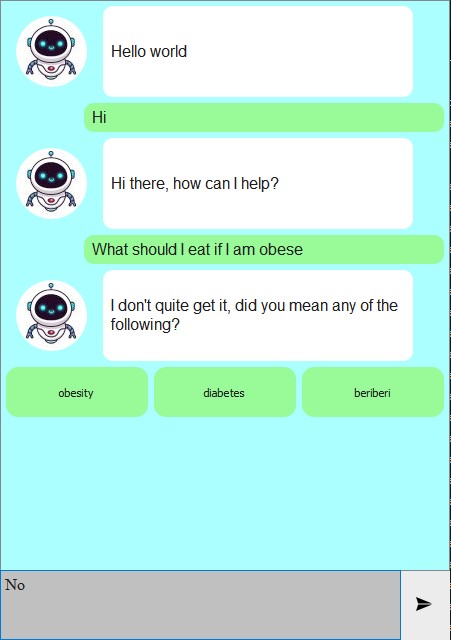 Hello world
Hi
Hi there, how can I help?
What should I eat if I am obese
I don't quite get it, did you mean any of the
following?
obesity
diabetes
beriberi
No